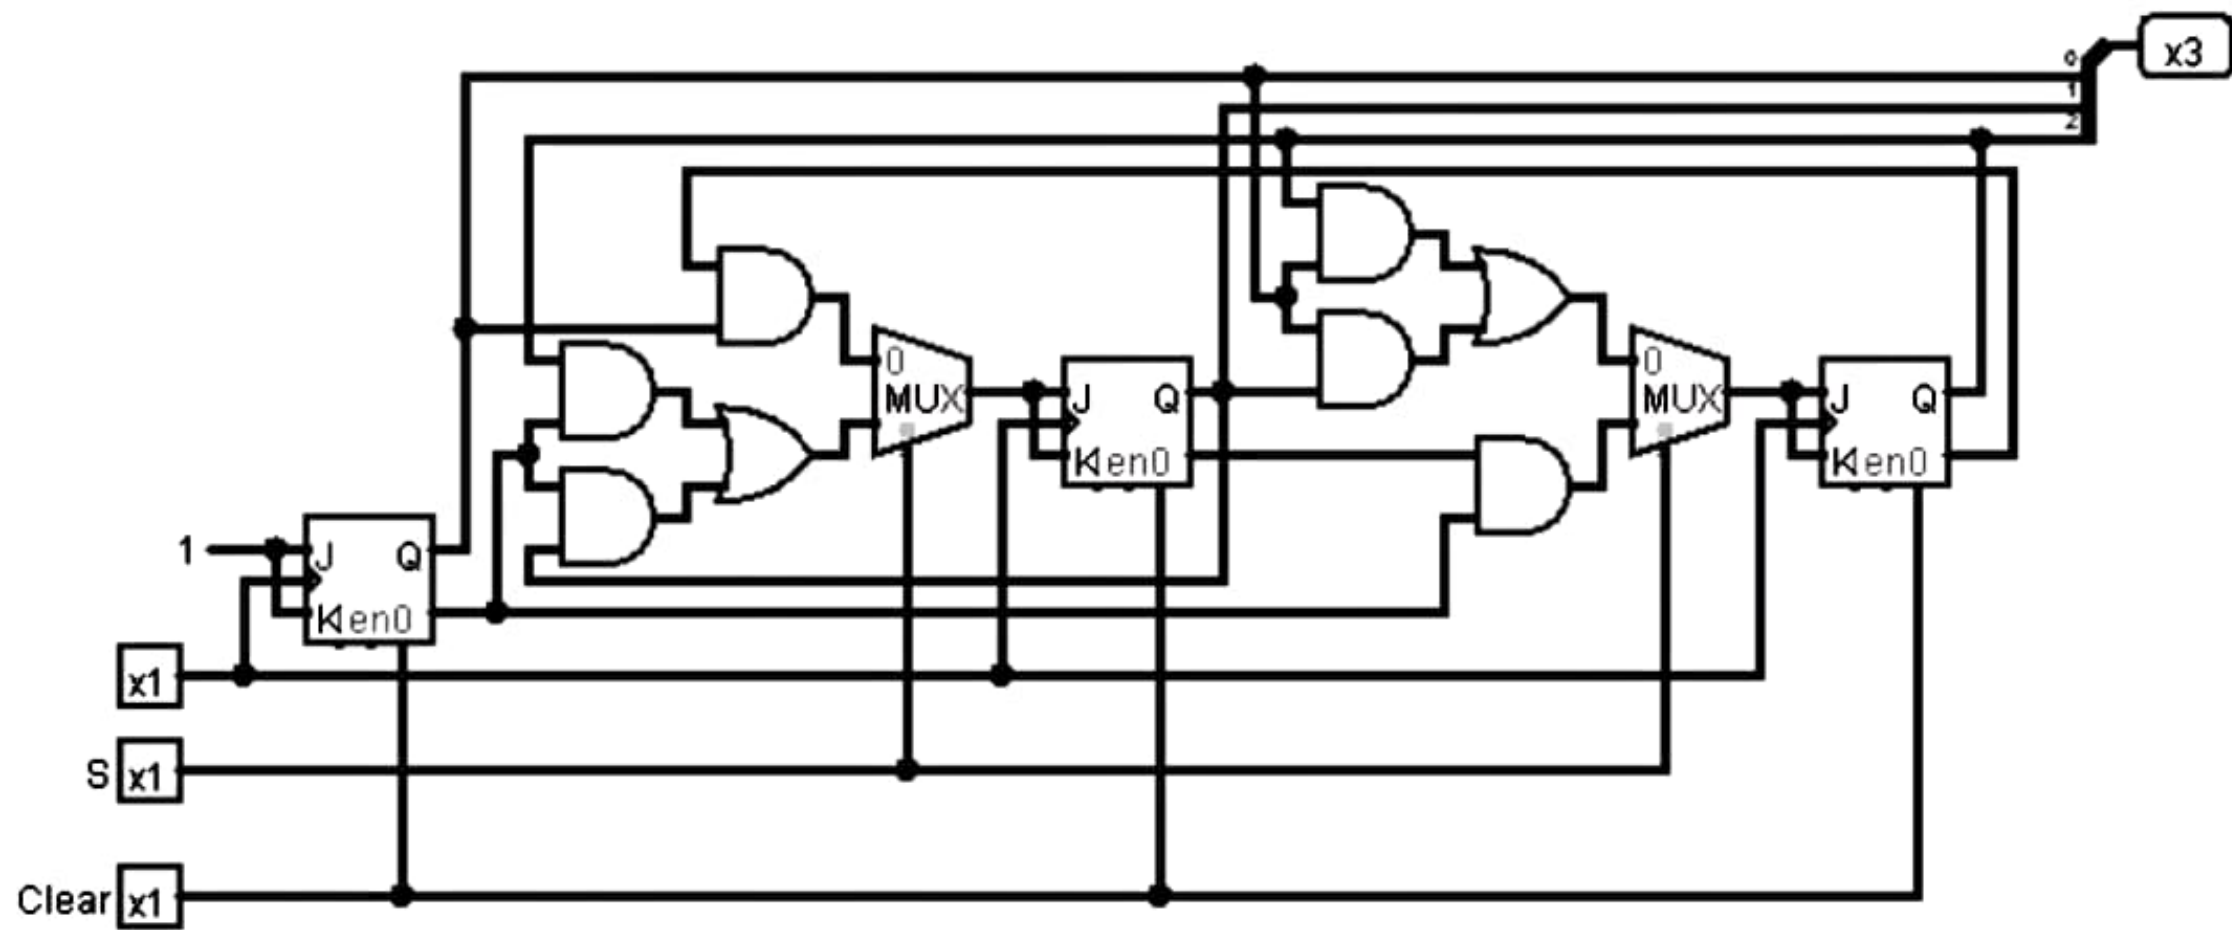 x3
0
1
2
0
MUX
J Q
K en0
0
MUX
J Q
K en0
1
J Q
K en0
x1
S x1
Clear x1